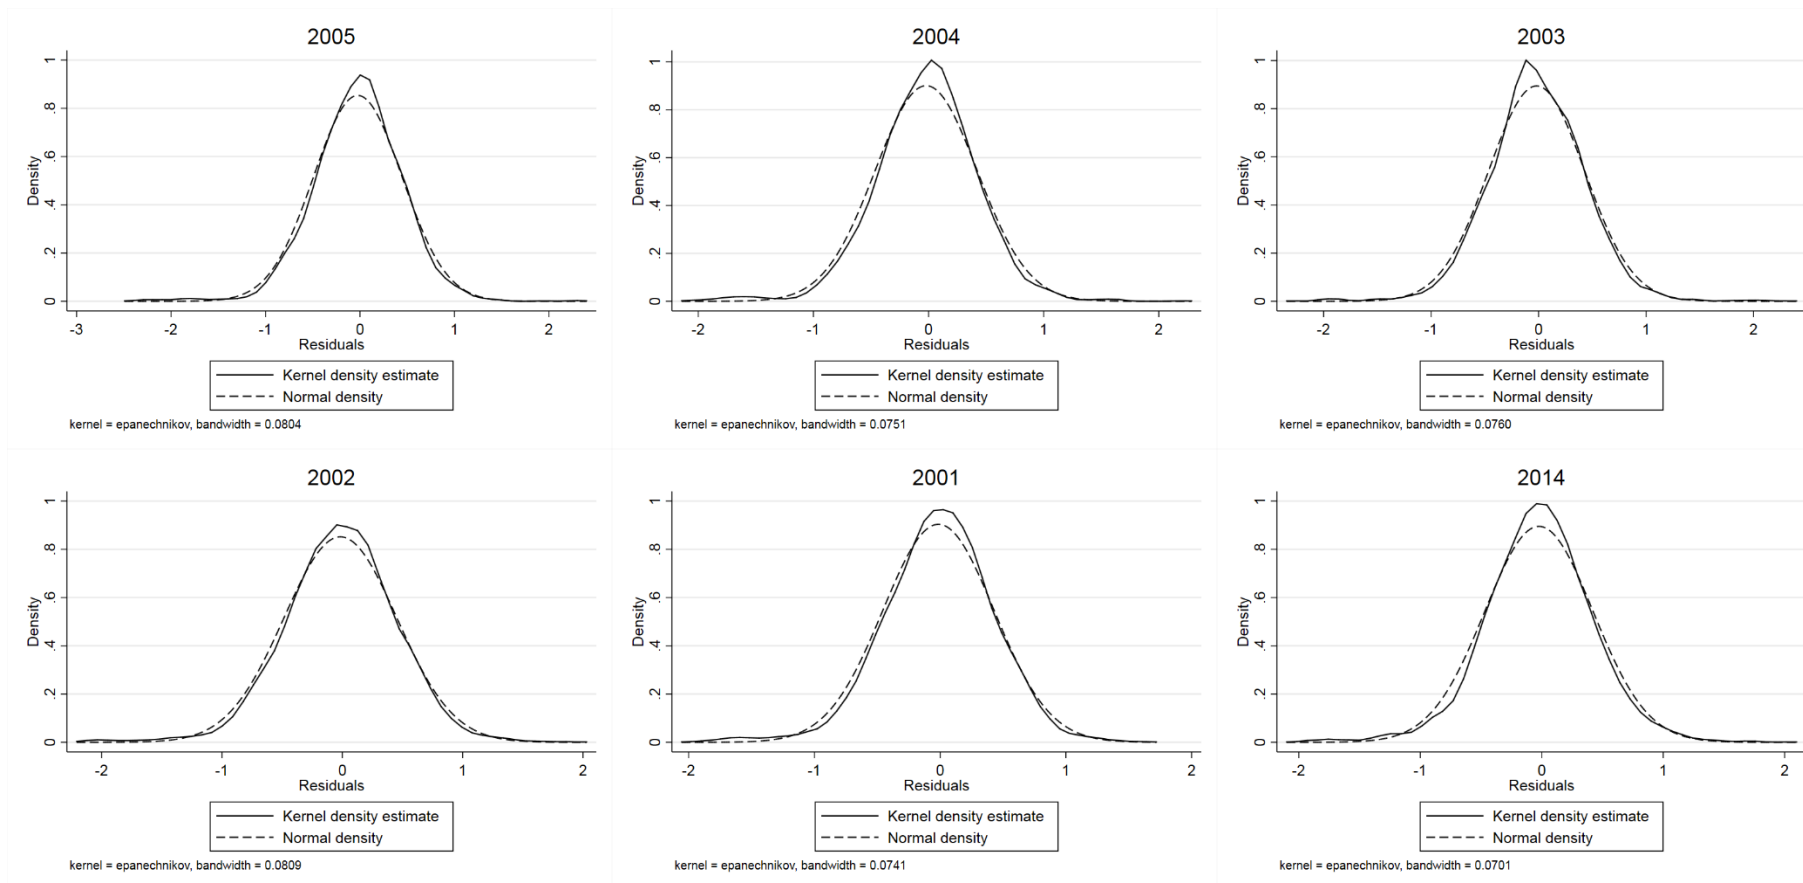 2005
Density
0 .2 .4 .6 .8 1
-3 -2 -1 0 1 2
Residuals
Kernel density estimate
Normal density
kernel = epanechnikov, bandwidth = 0.0804
2004
Density
0 .2 .4 .6 .8 1
-2 -1 0 1 2
Residuals
Kernel density estimate
Normal density
kernel = epanechnikov, bandwidth = 0.0751
2003
Density
0 .2 .4 .6 .8 1
-2 -1 0 1 2
Residuals
Kernel density estimate
Normal density
kernel = epanechnikov, bandwidth = 0.0760
2002
Density
0 .2 .4 .6 .8 1
-2 -1 0 1 2
Residuals
Kernel density estimate
Normal density
kernel = epanechnikov, bandwidth = 0.0809
2001
Density
0 .2 .4 .6 .8 1
-2 -1 0 1 2
Residuals
Kernel density estimate
Normal density
kernel = epanechnikov, bandwidth = 0.0741
2014
Density
0 .2 .4 .6 .8 1
-2 -1 0 1 2
Residuals
Kernel density estimate
Normal density
kernel = epanechnikov, bandwidth = 0.0701